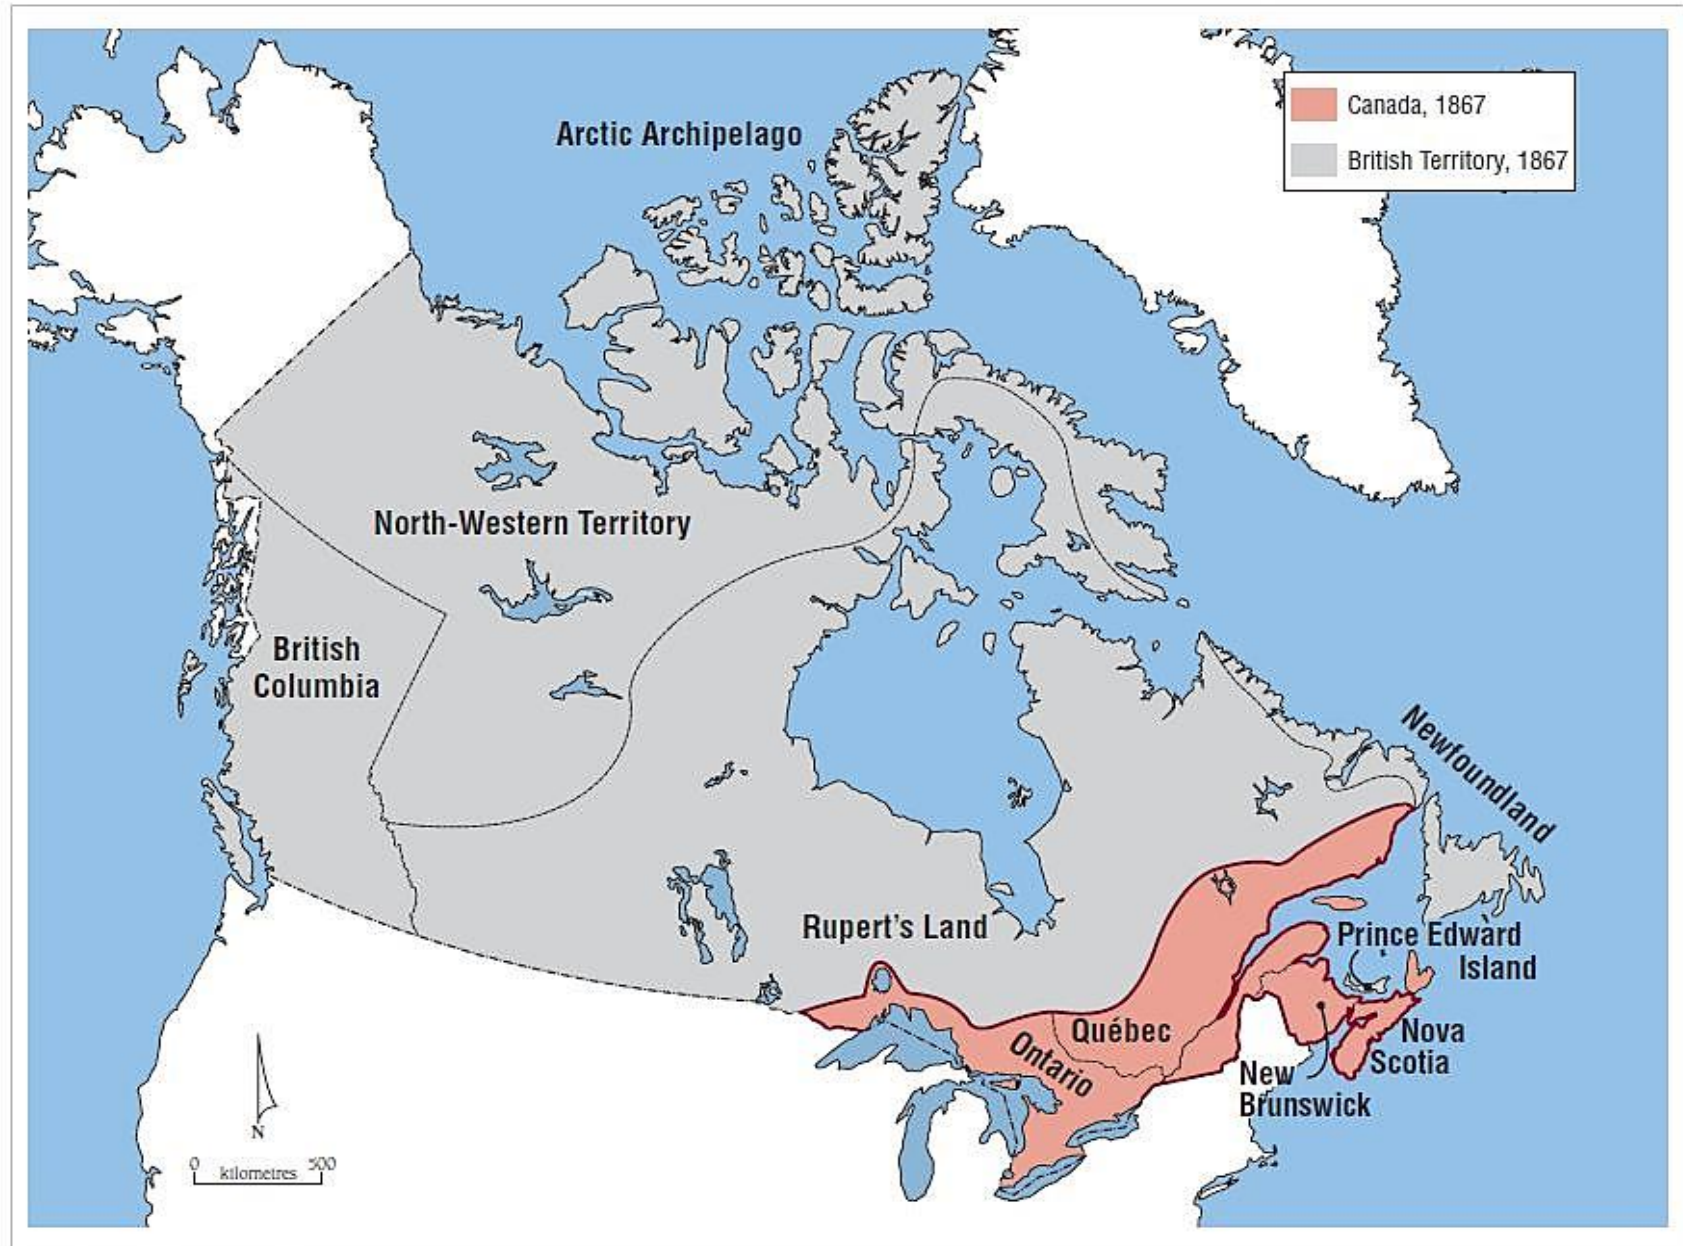 Canada, 1867
British Territory, 1867
Arctic Archipelago
North-Western Territory
British
Columbia
Newfoundland
Rupert's Land
Prince Edward
Island
Québec
Ontario
Nova
Scotia
New
Brunswick
N
0 500
kilometres